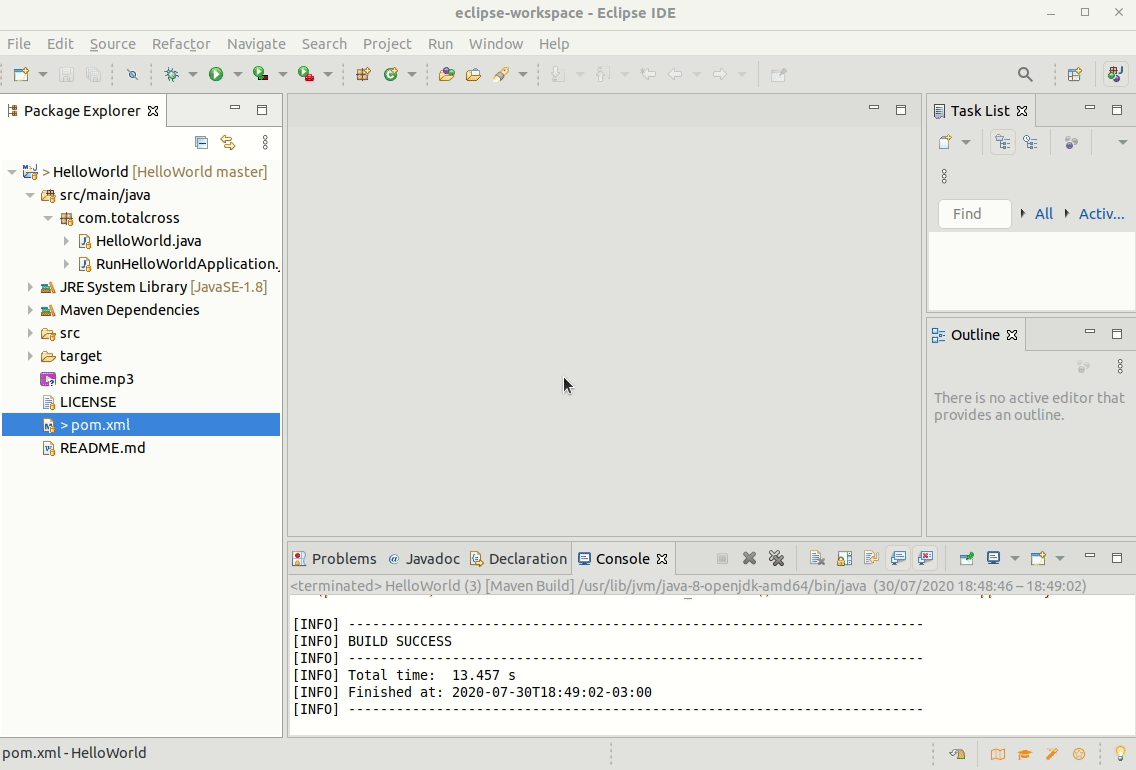 eclipse-workspace - Eclipse IDE
File Edit Source Refactor Navigate Search Project Run Window Help
Package Explorer
> HelloWorld [HelloWorld master]
src/main/java
com.totalcross
HelloWorld.java
RunHelloWorldApplication.
JRE System Library [JavaSE-1.8]
Maven Dependencies
src
target
chime.mp3
LICENSE
> pom.xml
README.md
Task List
Find All Activ...
Outline
There is no active editor that
provides an outline.
Problems Javadoc Declaration Console
<terminated> HelloWorld (3) [Maven Build] /usr/lib/jvm/java-8-openjdk-amd64/bin/java (30/07/2020 18:48:46 – 18:49:02)
[INFO] ------------------------------------------------------------------------
[INFO] BUILD SUCCESS
[INFO] ------------------------------------------------------------------------
[INFO] Total time:  13.457 s
[INFO] Finished at: 2020-07-30T18:49:02-03:00
[INFO] ------------------------------------------------------------------------
pom.xml - HelloWorld